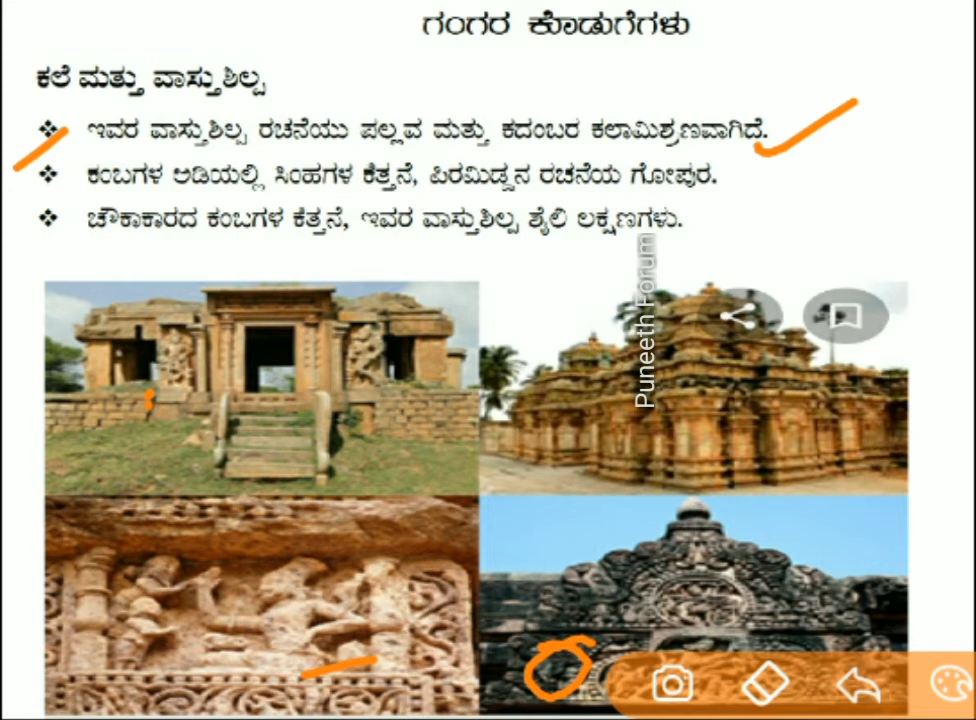 ಗಂಗರ ಕೊಡುಗೆಗಳು
ಕಲೆ ಮತ್ತು ವಾಸ್ತುಶಿಲ್ಪ
❖ ಇವರ ವಾಸ್ತುಶಿಲ್ಪ ರಚನೆಯು ಪಲ್ಲವ ಮತ್ತು ಕದಂಬರ ಕಲಾಮಿಶ್ರಣವಾಗಿದೆ.
❖ ಕಂಬಗಳ ಅಡಿಯಲ್ಲಿ ಸಿಂಹಗಳ ಕೆತ್ತನೆ, ಪಿರಮಿಡ್ಡನ ರಚನೆಯ ಗೋಪುರ.
❖ ಚೌಕಾಕಾರದ ಕಂಬಗಳ ಕೆತ್ತನೆ, ಇವರ ವಾಸ್ತುಶಿಲ್ಪ ಶೈಲಿ ಲಕ್ಷಣಗಳು.
Puneeth Forum